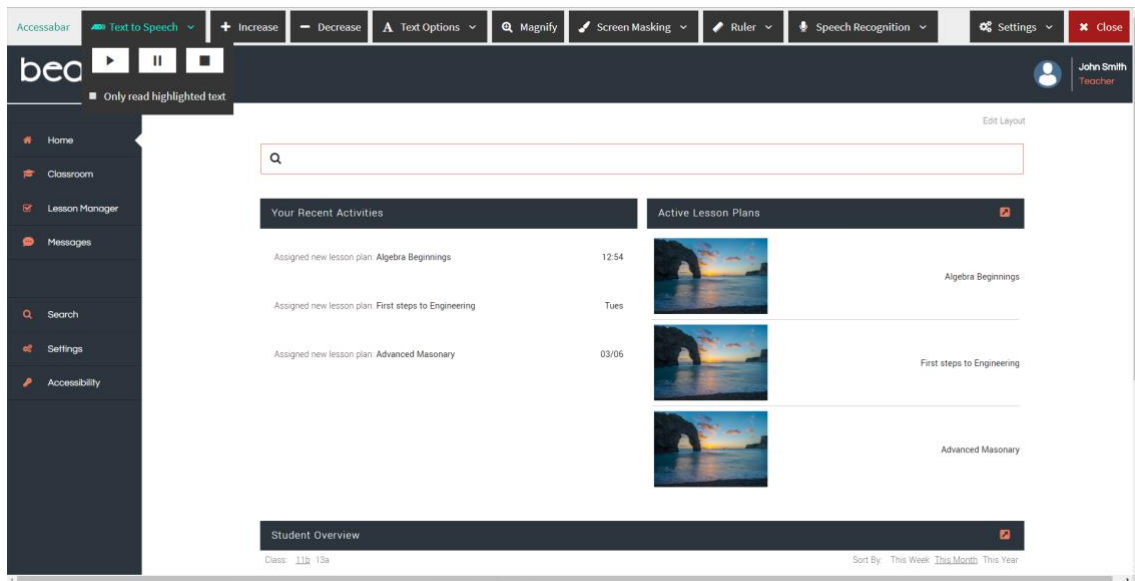 Accessabar Text to Speech Increase Decrease A Text Options Magnify Screen Masking Ruler Speech Recognition Settings Close
Only read highlighted text
John Smith
Teacher
Edit Layout
Home
Classroom
Lesson Manager
Messages
Search
Settings
Accessibility
Your Recent Activities
Assigned new lesson plan: Algebra Beginnings 12:54
Assigned new lesson plan: First steps to Engineering Tues
Assigned new lesson plan: Advanced Masonary 03/06
Active Lesson Plans
Algebra Beginnings
First steps to Engineering
Advanced Masonary
Student Overview
Class: 11b 13a
Sort By: This Week This Month This Year